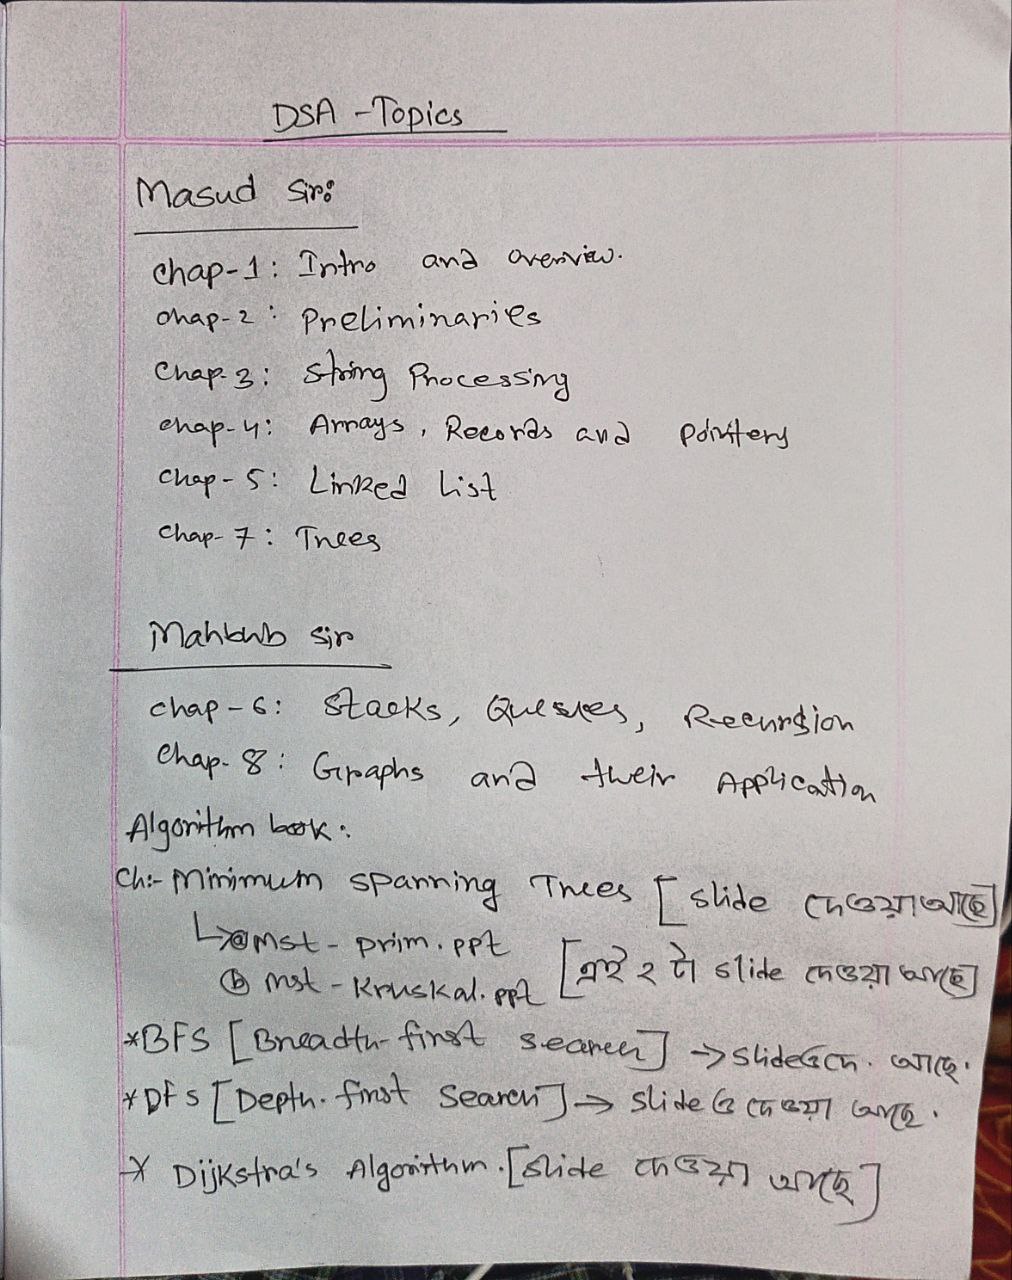 DSA - Topics
Masud Sir:
Chap-1: Intro and overview.
Chap-2: Preliminaries
Chap-3: String Processing
Chap-4: Arrays, Records and pointers
Chap-5: Linked List
Chap-7: Trees
Mahbub sir
Chap-6: Stacks, Queues, Recursion
Chap-8: Graphs and their Application
Algorithm book:
Ch:- Minimum spanning Trees [slide দেওয়া আছে]
↳ⓐ mst - prim.ppt
ⓑ mst - Kruskal.ppt [এই ২ টা slide দেওয়া আছে]
*BFS [Breadth-first search] → slide এ আছে.
*DFS [Depth-first Search] → slide এ দেওয়া আছে.
* Dijkstra's Algorithm. [slide দেওয়া আছে]